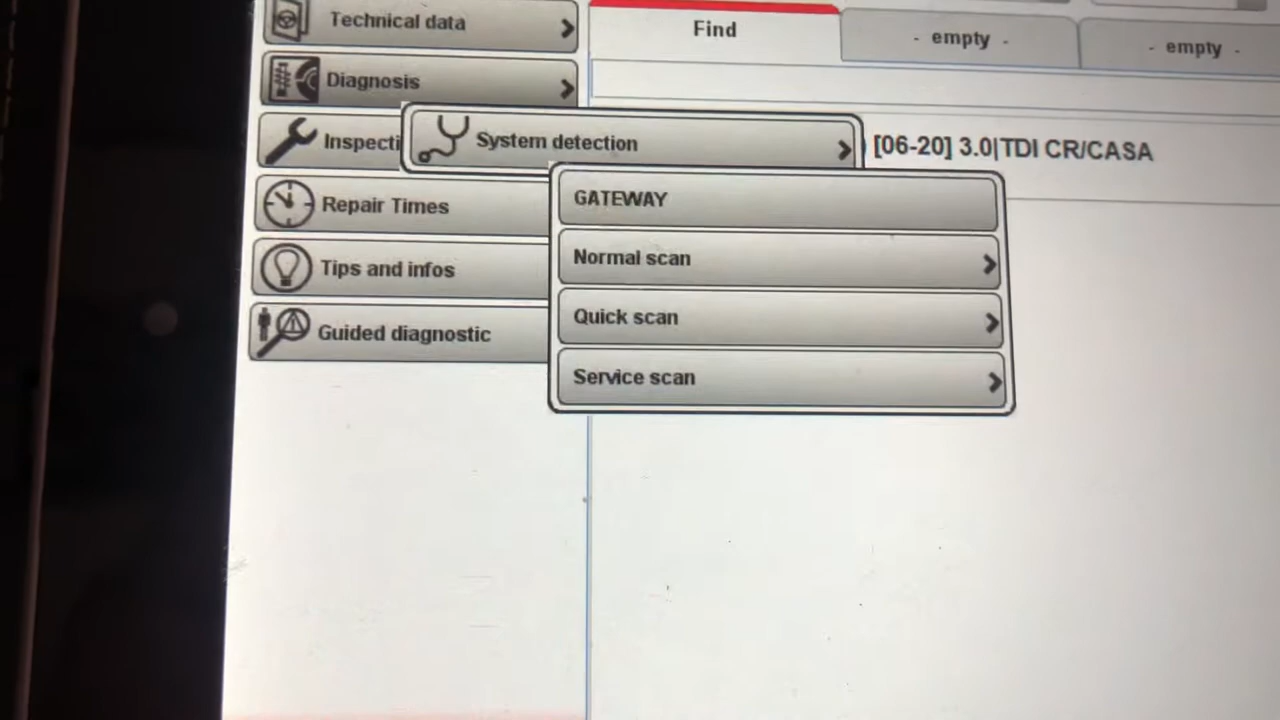 Technical data
Find
- empty -
- empty -
Diagnosis
Inspecti
System detection
[06-20] 3.0|TDI CR/CASA
GATEWAY
Repair Times
Normal scan
Tips and infos
Quick scan
Guided diagnostic
Service scan